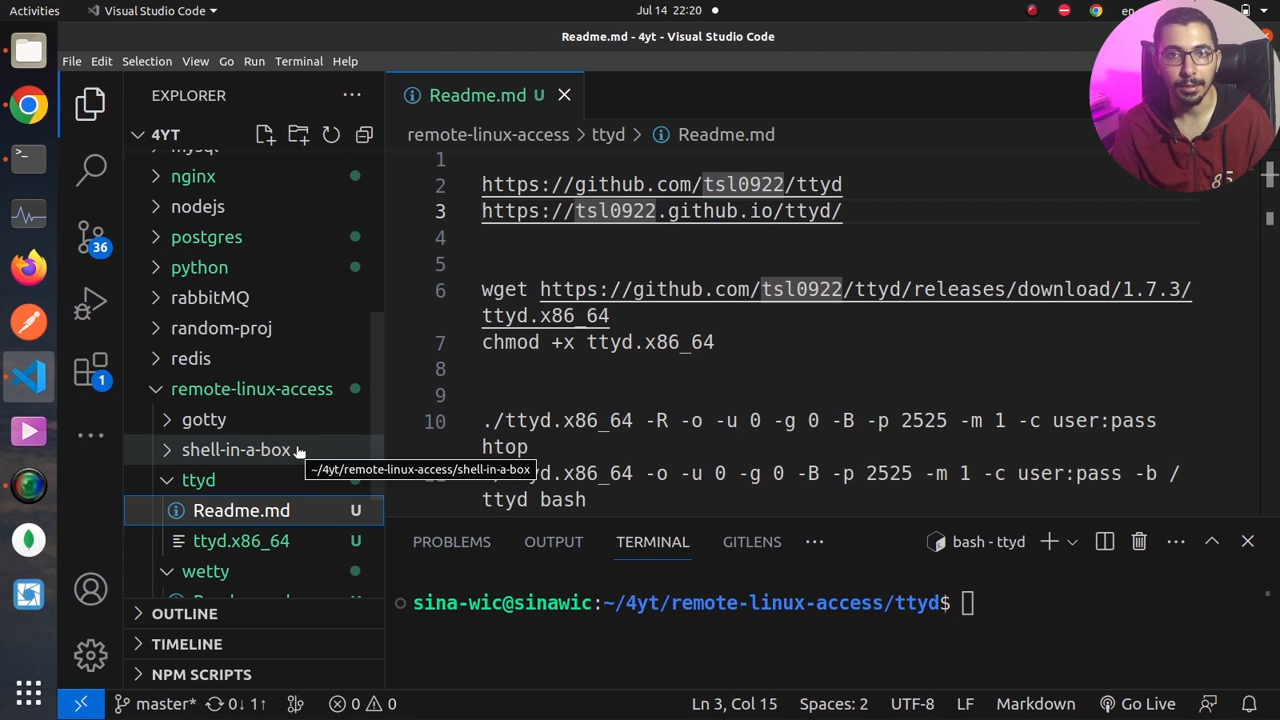 Activities
Visual Studio Code
Jul 14 22:20
en
Readme.md - 4yt - Visual Studio Code
File Edit Selection View Go Run Terminal Help
EXPLORER
4YT
nginx
nodejs
postgres
python
rabbitMQ
random-proj
redis
remote-linux-access
gotty
shell-in-a-box
~/4yt/remote-linux-access/shell-in-a-box
ttyd
Readme.md U
ttyd.x86_64 U
wetty
OUTLINE
TIMELINE
NPM SCRIPTS
36
1
Readme.md U
remote-linux-access > ttyd > Readme.md
1
2 https://github.com/tsl0922/ttyd
3 https://tsl0922.github.io/ttyd/
4
5
6 wget https://github.com/tsl0922/ttyd/releases/download/1.7.3/
ttyd.x86_64
7 chmod +x ttyd.x86_64
8
9
10 ./ttyd.x86_64 -R -o -u 0 -g 0 -B -p 2525 -m 1 -c user:pass
htop
ttyd.x86_64 -o -u 0 -g 0 -B -p 2525 -m 1 -c user:pass -b /
ttyd bash
PROBLEMS OUTPUT TERMINAL GITLENS
bash - ttyd
sina-wic@sinawic:~/4yt/remote-linux-access/ttyd$
master* 0↓ 1↑ 0 0
Ln 3, Col 15 Spaces: 2 UTF-8 LF Markdown Go Live